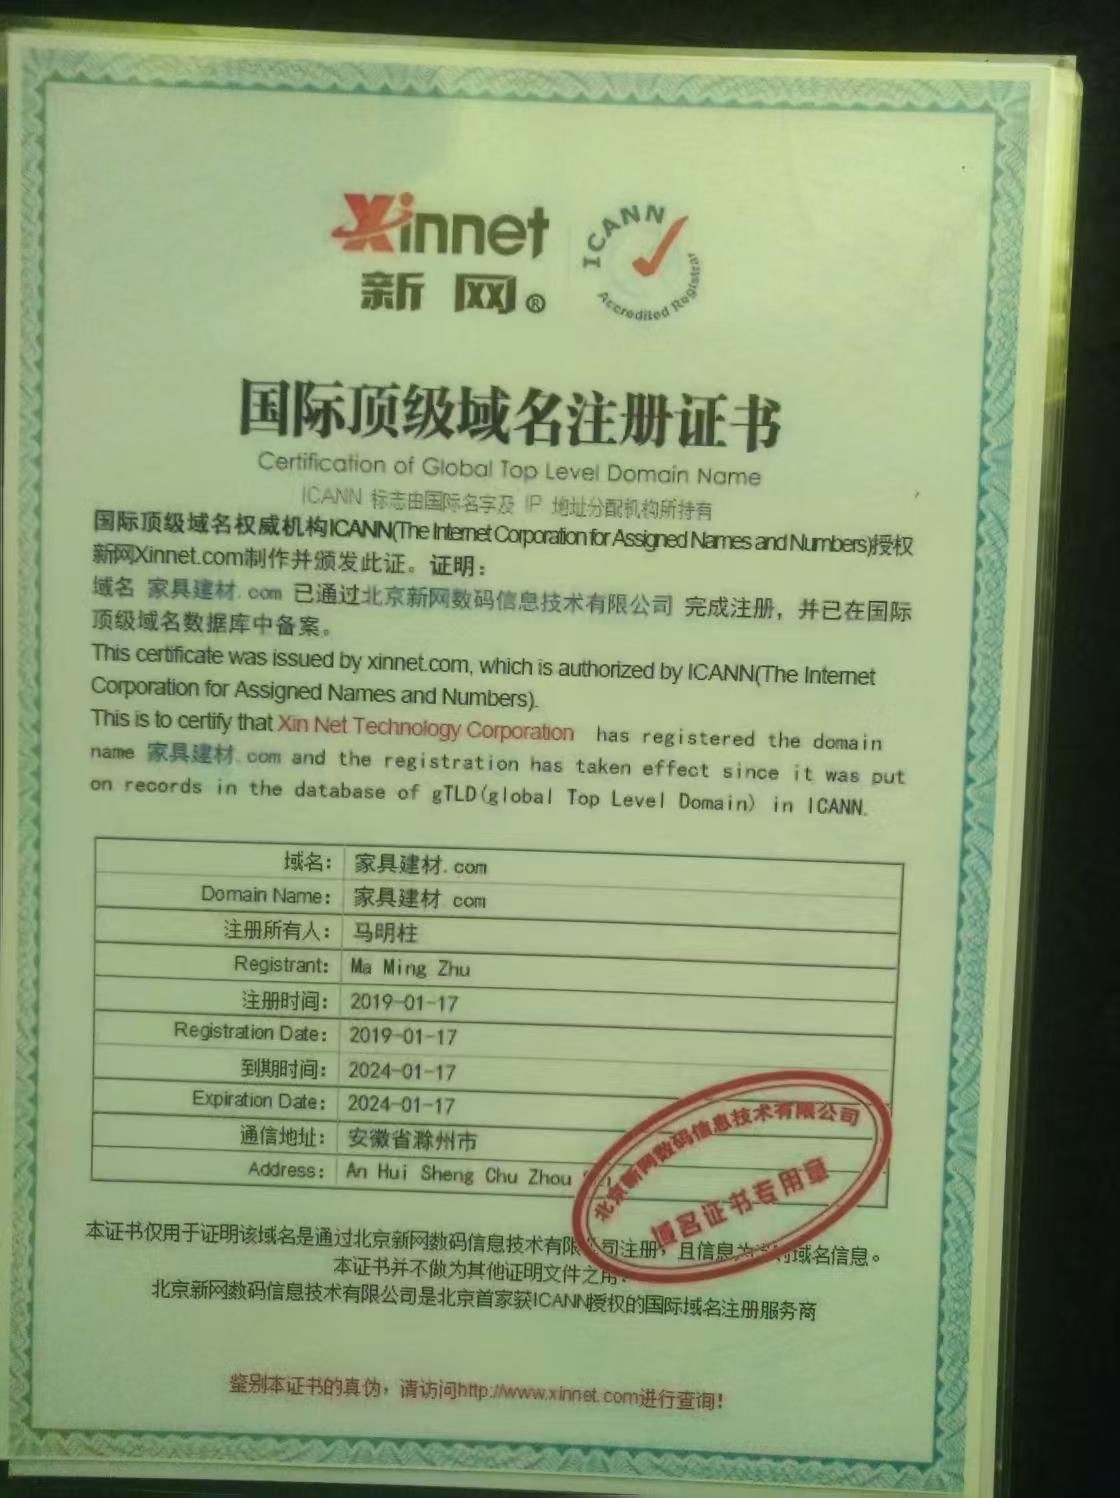 Xinnet
新网®
ICANN
Accredited Registrar
国际顶级域名注册证书
Certification of Global Top Level Domain Name
ICANN 标志由国际名字及 IP 地址分配机构所持有
国际顶级域名权威机构ICANN(The Internet Corporation for Assigned Names and Numbers)授权
新网Xinnet.com制作并颁发此证。证明：
域名 家具建材.com 已通过北京新网数码信息技术有限公司 完成注册，并已在国际
顶级域名数据库中备案。
This certificate was issued by xinnet.com, which is authorized by ICANN(The Internet
Corporation for Assigned Names and Numbers).
This is to certify that Xin Net Technology Corporation has registered the domain
name 家具建材.com and the registration has taken effect since it was put
on records in the database of gTLD(global Top Level Domain) in ICANN.
域名： 家具建材.com
Domain Name: 家具建材.com
注册所有人： 马明柱
Registrant: Ma Ming Zhu
注册时间： 2019-01-17
Registration Date: 2019-01-17
到期时间： 2024-01-17
Expiration Date: 2024-01-17
通信地址： 安徽省滁州市
Address: An Hui Sheng Chu Zhou
北京新网数码信息技术有限公司
域名证书专用章
本证书仅用于证明该域名是通过北京新网数码信息技术有限公司注册，且信息为 域名信息。
本证书并不做为其他证明文件之用.
北京新网数码信息技术有限公司是北京首家获ICANN授权的国际域名注册服务商
鉴别本证书的真伪，请访问http://www.xinnet.com进行查询！